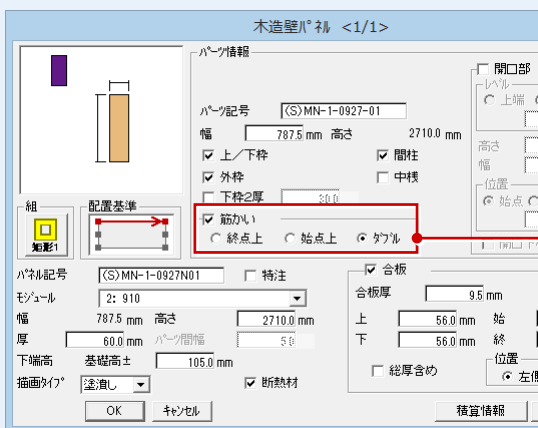 木造壁ﾊﾟﾈﾙ <1/1>
ﾊﾟｰﾂ情報
ﾊﾟｰﾂ記号 (S)MN-1-0927-01
幅 787.5 mm 高さ 2710.0 mm
上／下枠 間柱
外枠 中桟
下枠2厚 30.0
筋かい
終点上 始点上 ﾀﾞﾌﾞﾙ
開口部
ﾚﾍﾞﾙ
上端
高さ
幅
位置
始点
組 配置基準
矩形1
ﾊﾟﾈﾙ記号 (S)MN-1-0927N01 特注
ﾓｼﾞｭｰﾙ 2: 910
幅 787.5 mm 高さ 2710.0 mm
厚 60.0 mm ﾊﾟｰﾂ間幅 5.0
下端高 基礎高± 105.0 mm
描画ﾀｲﾌﾟ 塗潰し 断熱材
合板
合板厚 9.5 mm
上 56.0 mm 始
下 56.0 mm 終
総厚含め
位置
左側
OK ｷｬﾝｾﾙ 積算情報